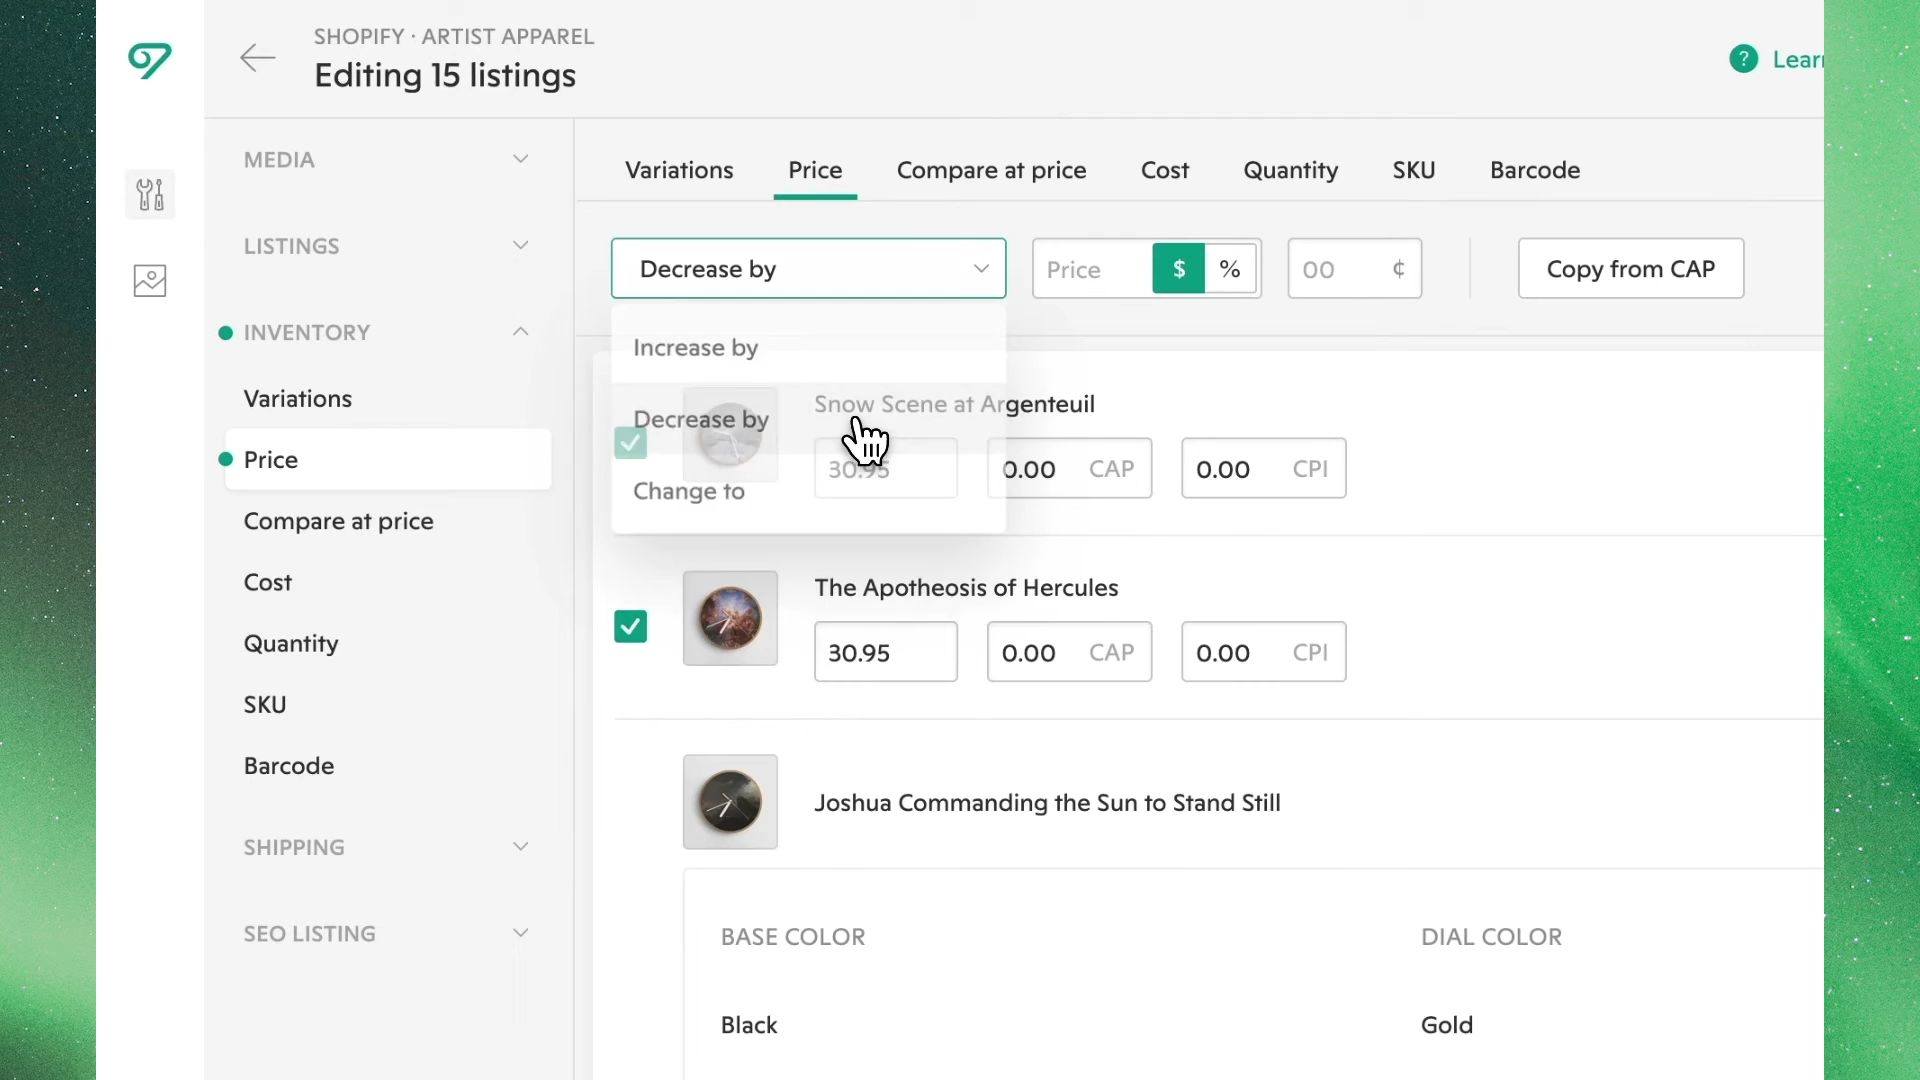 SHOPIFY · ARTIST APPAREL
Editing 15 listings
?
MEDIA
LISTINGS
INVENTORY
Variations
Price
Compare at price
Cost
Quantity
SKU
Barcode
SHIPPING
SEO LISTING
Variations
Price
Compare at price
Cost
Quantity
SKU
Barcode
Decrease by
Price
$
%
00
¢
Copy from CAP
Increase by
Decrease by
Change to
Snow Scene at Argenteuil
30.95
0.00 CAP
0.00 CPI
The Apotheosis of Hercules
30.95
0.00 CAP
0.00 CPI
Joshua Commanding the Sun to Stand Still
BASE COLOR
DIAL COLOR
Black
Gold